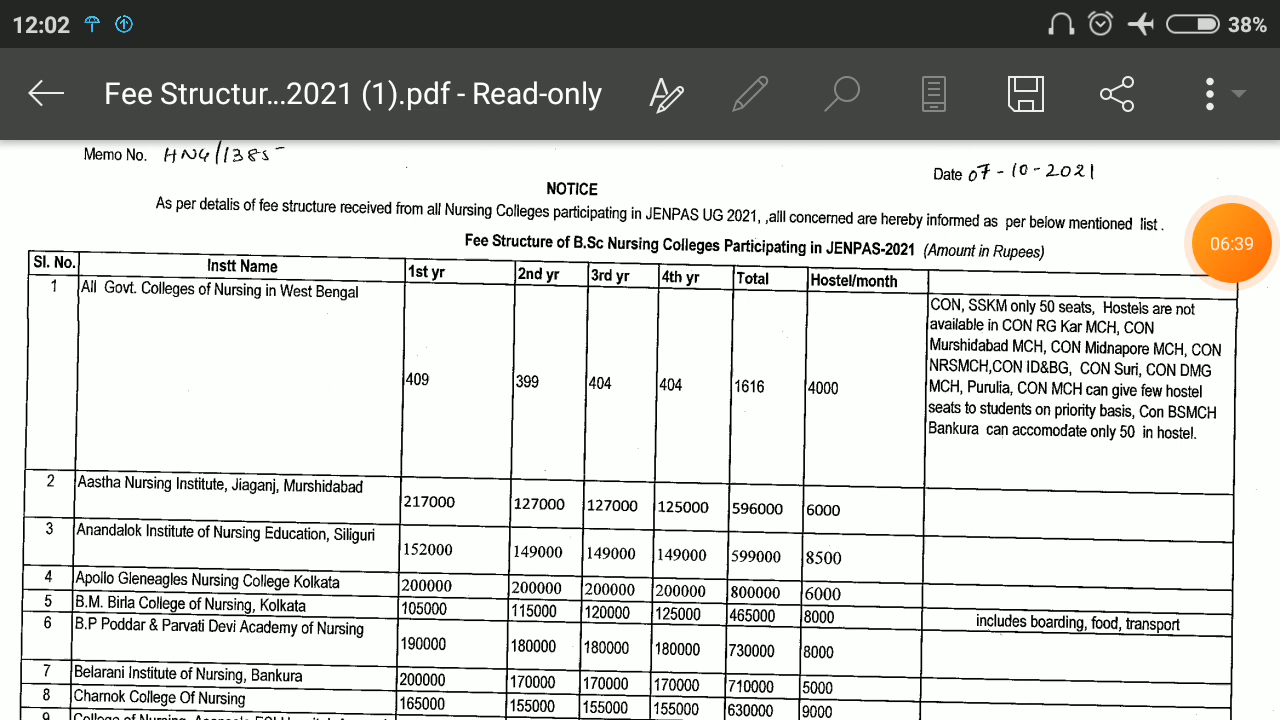 12:02
38%
Fee Structur...2021 (1).pdf - Read-only
Memo No. HNG/1385
Date 07-10-2021
NOTICE
As per detalis of fee structure received from all Nursing Colleges participating in JENPAS UG 2021, ,alll concerned are hereby informed as per below mentioned list .
06:39
Fee Structure of B.Sc Nursing Colleges Participating in JENPAS-2021 (Amount in Rupees)
Sl. No. Instt Name 1st yr 2nd yr 3rd yr 4th yr Total Hostel/month
1 All Govt. Colleges of Nursing in West Bengal 409 399 404 404 1616 4000
CON, SSKM only 50 seats, Hostels are not
available in CON RG Kar MCH, CON
Murshidabad MCH, CON Midnapore MCH, CON
NRSMCH,CON ID&BG, CON Suri, CON DMG
MCH, Purulia, CON MCH can give few hostel
seats to students on priority basis, Con BSMCH
Bankura can accomodate only 50 in hostel.
2 Aastha Nursing Institute, Jiaganj, Murshidabad 217000 127000 127000 125000 596000 6000
3 Anandalok Institute of Nursing Education, Siliguri 152000 149000 149000 149000 599000 8500
4 Apollo Gleneagles Nursing College Kolkata 200000 200000 200000 200000 800000 6000
5 B.M. Birla College of Nursing, Kolkata 105000 115000 120000 125000 465000 8000 includes boarding, food, transport
6 B.P Poddar & Parvati Devi Academy of Nursing 190000 180000 180000 180000 730000 8000
7 Belarani Institute of Nursing, Bankura 200000 170000 170000 170000 710000 5000
8 Charnok College Of Nursing 165000 155000 155000 155000 630000 9000
9 College of Nursing,